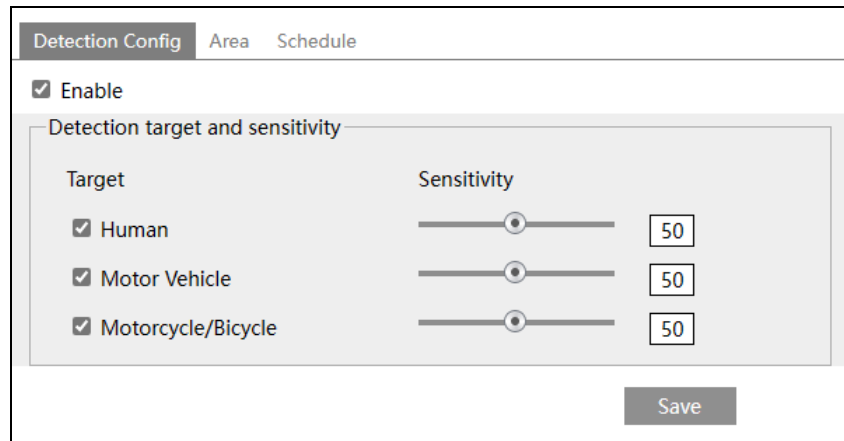 Detection Config Area Schedule
Enable
Detection target and sensitivity
Target Sensitivity
Human 50
Motor Vehicle 50
Motorcycle/Bicycle 50
Save